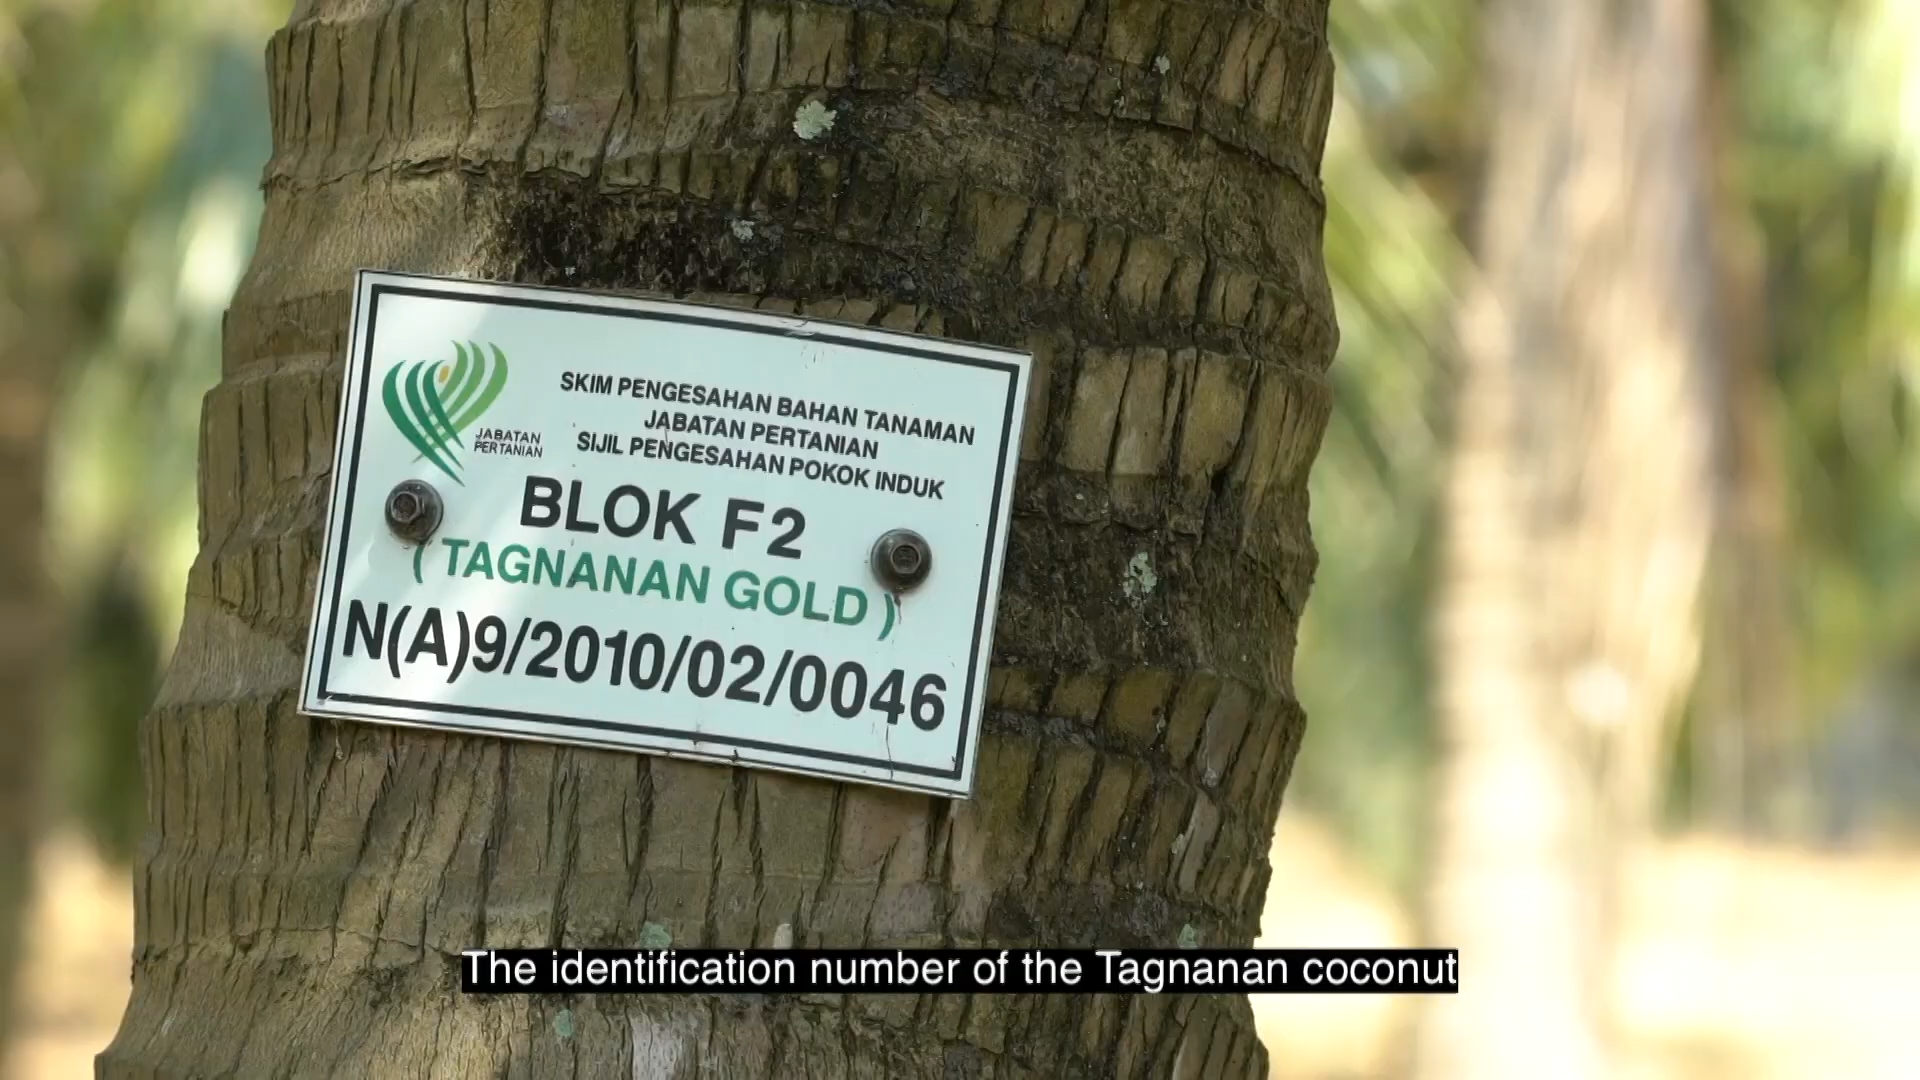 JABATAN
PERTANIAN
SKIM PENGESAHAN BAHAN TANAMAN
JABATAN PERTANIAN
SIJIL PENGESAHAN POKOK INDUK
BLOK F2
( TAGNANAN GOLD )
N(A)9/2010/02/0046
The identification number of the Tagnanan coconut